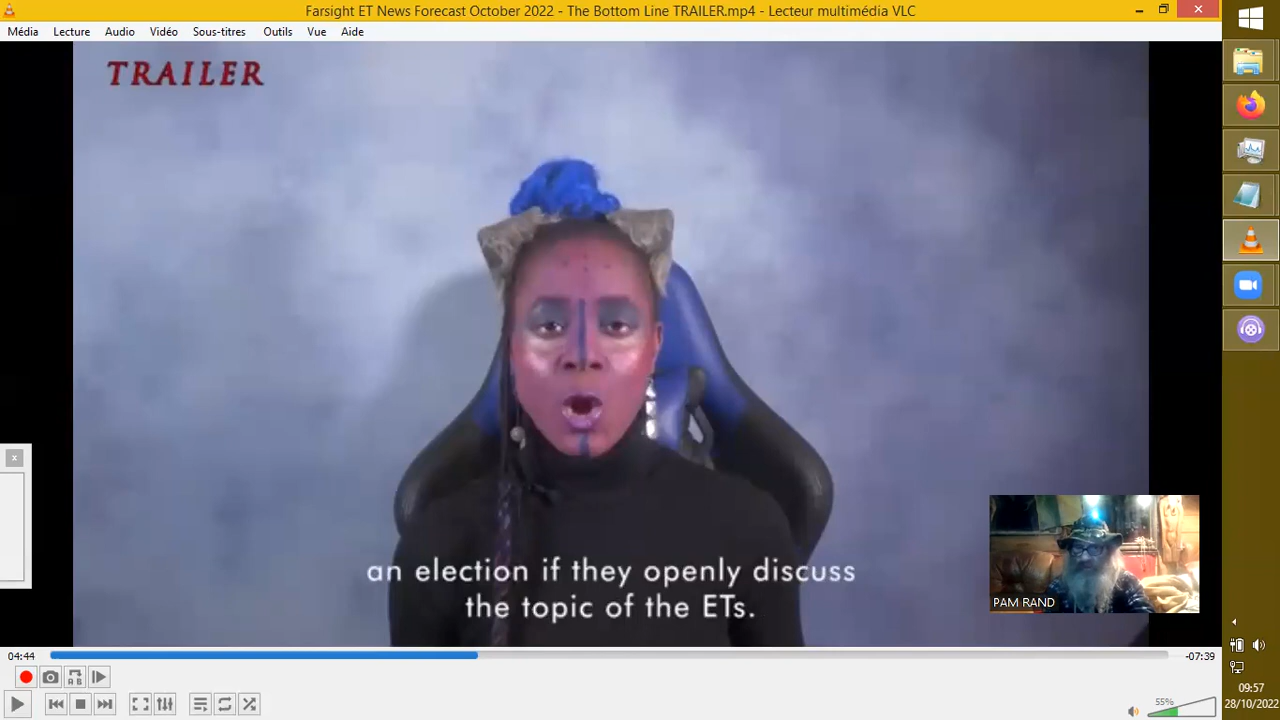 Farsight ET News Forecast October 2022 - The Bottom Line TRAILER.mp4 - Lecteur multimédia VLC
Média Lecture Audio Vidéo Sous-titres Outils Vue Aide
TRAILER
x
an election if they openly discuss
the topic of the ETs.
PAM RAND
04:44
-07:39
A B
55%
09:57
28/10/2022